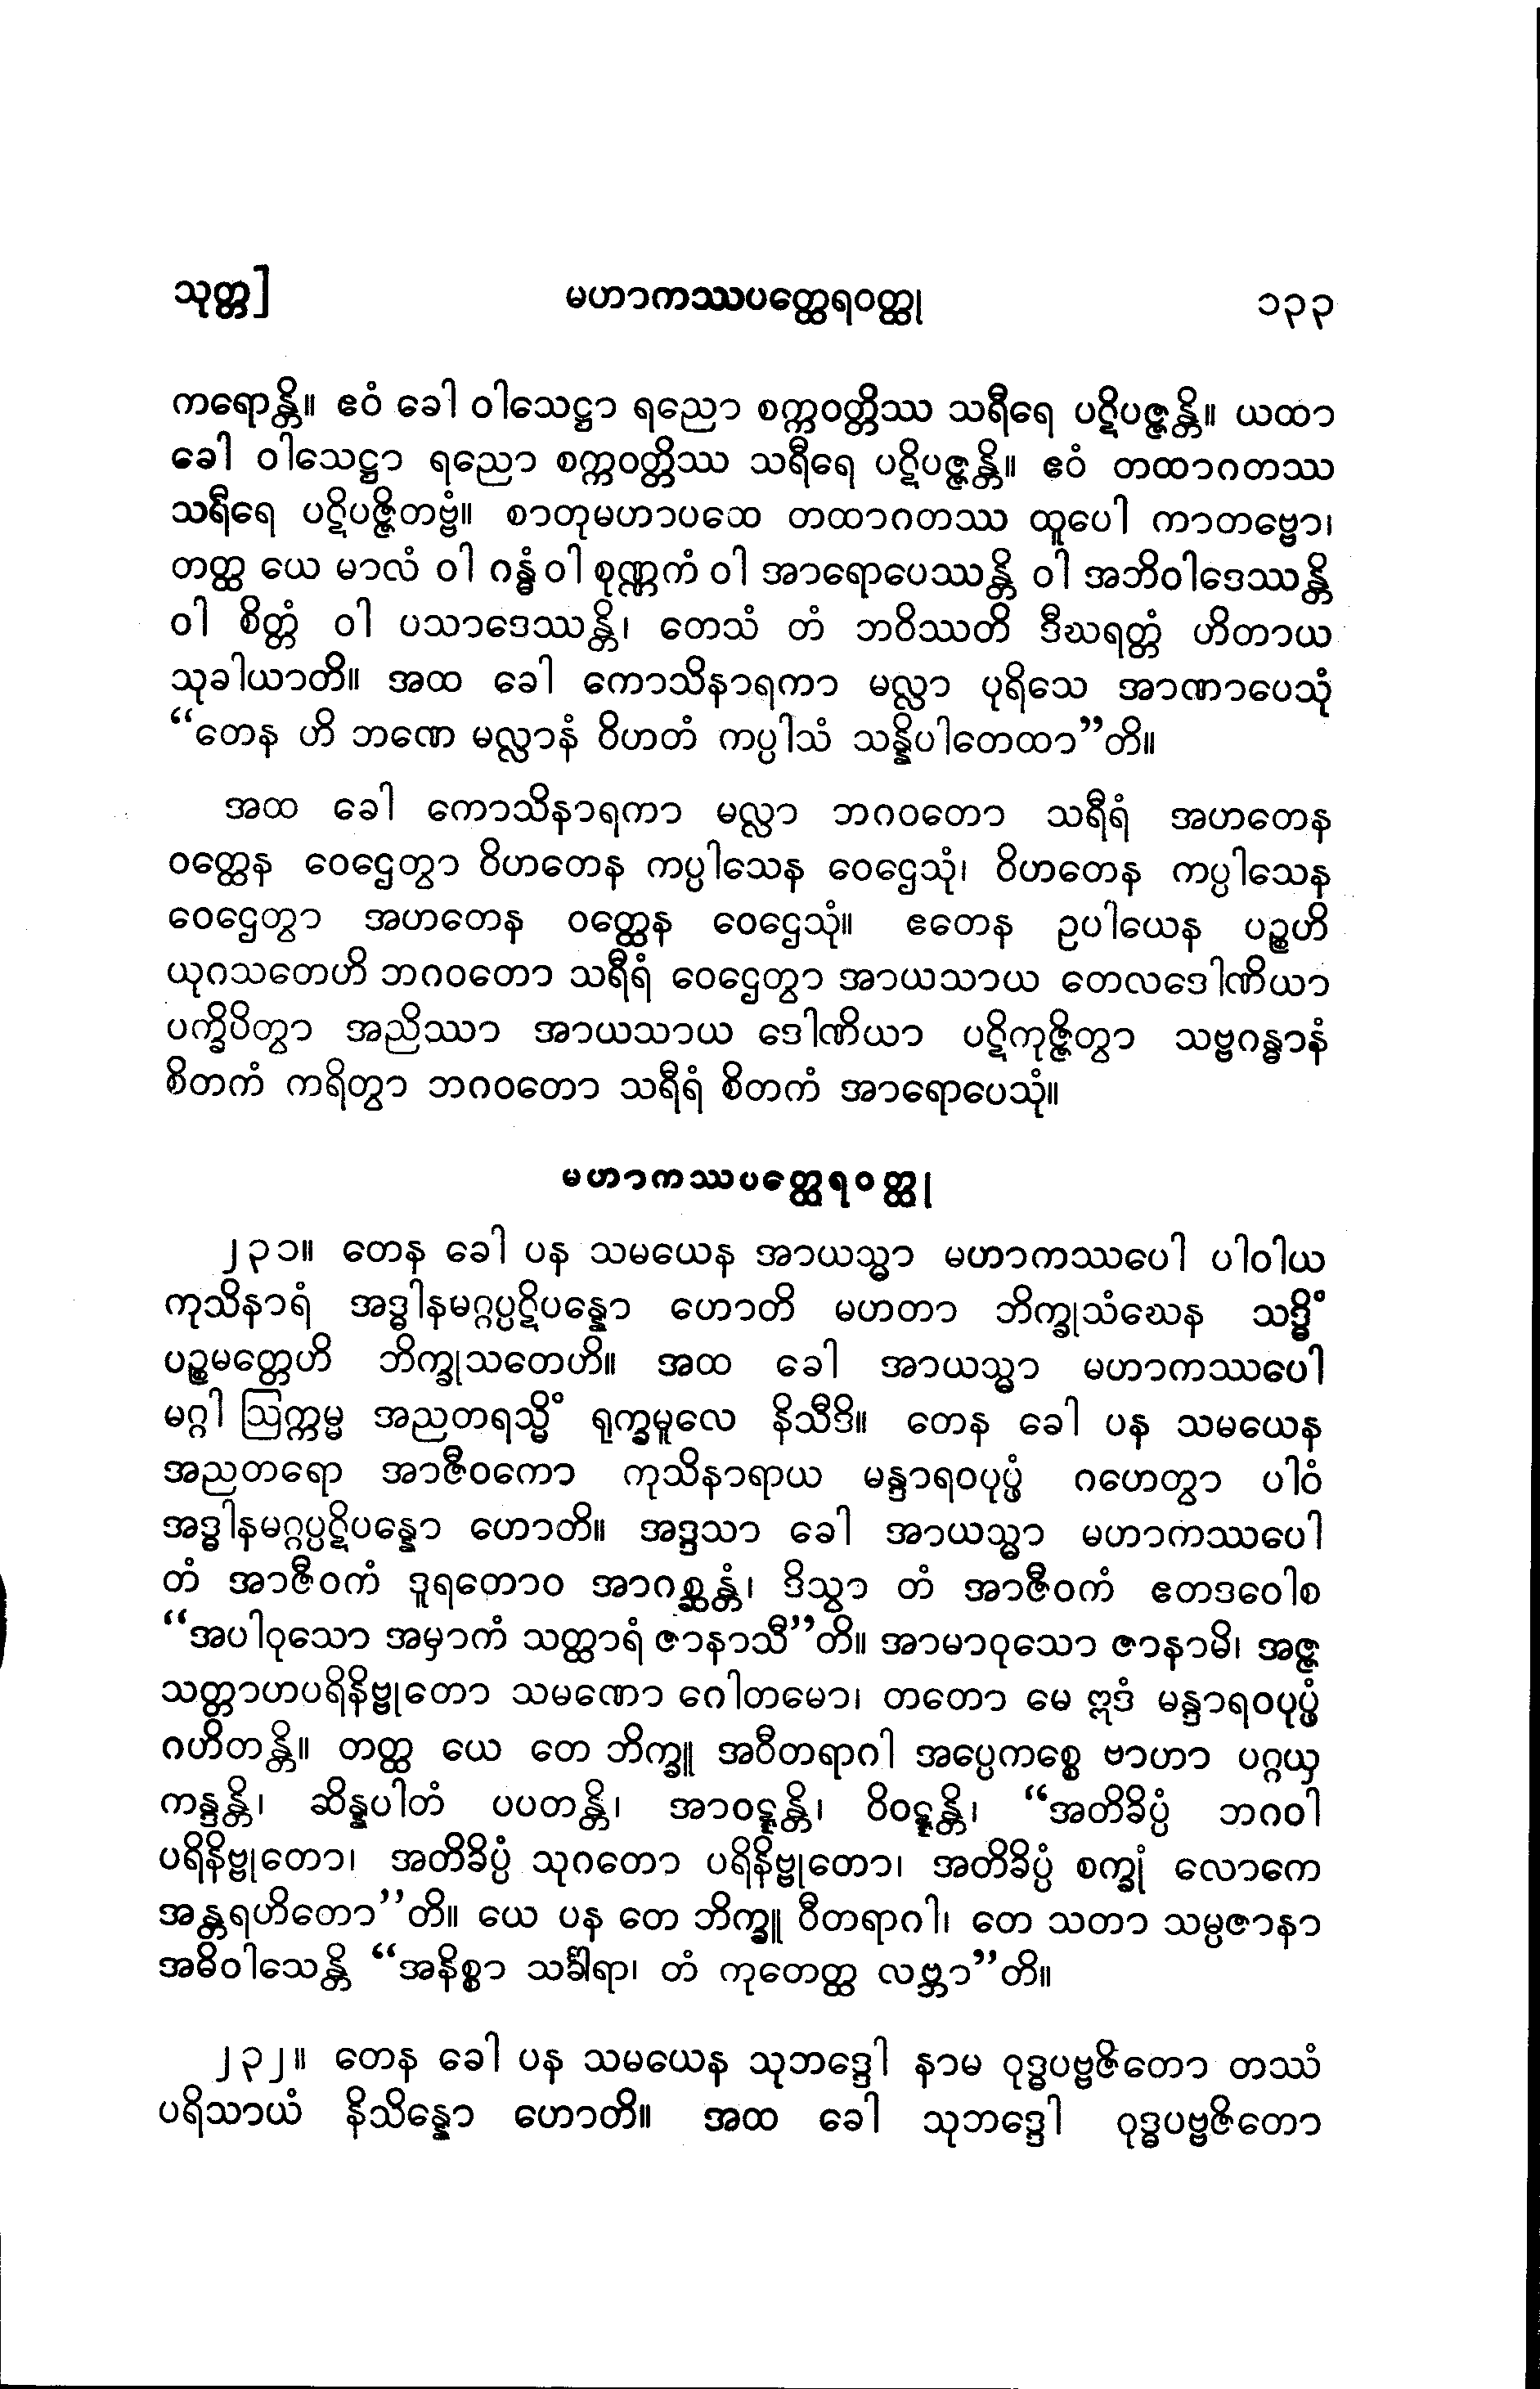 သုတ္တ]
မဟာကဿပတ္ထေရဝတ္ထု
၁၃၃
ကရောန္တိ။ ဧဝံ ခေါ ဝါသေဋ္ဌာ ရညော စက္ကဝတ္တိဿ သရီရေ ပဋိပဇ္ဇန္တိ။ ယထာ
ခေါ ဝါသေဋ္ဌာ ရညော စက္ကဝတ္တိဿ သရီရေ ပဋိပဇ္ဇန္တိ။ ဧဝံ တထာဂတဿ
သရီရေ ပဋိပဇ္ဇိတဗ္ဗံ။ စာတုမဟာပထေ တထာဂတဿ ထူပေါ ကာတဗ္ဗော၊
တတ္ထ ယေ မာလံ ဝါ ဂန္ဓံ ဝါ စုဏ္ဏကံ ဝါ အာရောပေဿန္တိ ဝါ အဘိဝါဒေဿန္တိ
ဝါ စိတ္တံ ဝါ ပသာဒေဿန္တိ၊ တေသံ တံ ဘဝိဿတိ ဒီဃရတ္တံ ဟိတာယ
သုခါယာတိ။ အထ ခေါ ကောသိနာရကာ မလ္လာ ပုရိသေ အာဏာပေသုံ
“တေန ဟိ ဘဏေ မလ္လာနံ ဝိဟတံ ကပ္ပါသံ သန္နိပါတေထာ”တိ။
အထ ခေါ ကောသိနာရကာ မလ္လာ ဘဂဝတော သရီရံ အဟတေန
ဝတ္ထေန ဝေဌေတွာ ဝိဟတေန ကပ္ပါသေန ဝေဌေသုံ၊ ဝိဟတေန ကပ္ပါသေန
ဝေဌေတွာ အဟတေန ဝတ္ထေန ဝေဌေသုံ။ ဧတေန ဥပါယေန ပဉ္စဟိ
ယုဂသတေဟိ ဘဂဝတော သရီရံ ဝေဌေတွာ အာယသာယ တေလဒေါဏိယာ
ပက္ခိပိတွာ အညိဿာ အာယသာယ ဒေါဏိယာ ပဋိကုဇ္ဇိတွာ သဗ္ဗဂန္ဓာနံ
စိတကံ ကရိတွာ ဘဂဝတော သရီရံ စိတကံ အာရောပေသုံ။
မဟာကဿပတ္ထေရဝတ္ထု
၂၃၁။ တေန ခေါ ပန သမယေန အာယသ္မာ မဟာကဿပေါ ပါဝါယ
ကုသိနာရံ အဒ္ဓါနမဂ္ဂပ္ပဋိပန္နော ဟောတိ မဟတာ ဘိက္ခုသံဃေန သဒ္ဓိံ
ပဉ္စမတ္တေဟိ ဘိက္ခုသတေဟိ။ အထ ခေါ အာယသ္မာ မဟာကဿပေါ
မဂ္ဂါ ဩက္ကမ္မ အညတရသ္မိံ ရုက္ခမူလေ နိသီဒိ။ တေန ခေါ ပန သမယေန
အညတရော အာဇီဝကော ကုသိနာရာယ မန္ဒာရဝပုပ္ဖံ ဂဟေတွာ ပါဝံ
အဒ္ဓါနမဂ္ဂပ္ပဋိပန္နော ဟောတိ။ အဒ္ဒသာ ခေါ အာယသ္မာ မဟာကဿပေါ
တံ အာဇီဝကံ ဒူရတောဝ အာဂစ္ဆန္တံ၊ ဒိသွာ တံ အာဇီဝကံ ဧတဒဝေါစ
“အပါဝုသော အမှာကံ သတ္ထာရံ ဇာနာသီ”တိ။ အာမာဝုသော ဇာနာမိ၊ အဇ္ဇ
သတ္တာဟပရိနိဗ္ဗုတော သမဏော ဂေါတမော၊ တတော မေ ဣဒံ မန္ဒာရဝပုပ္ဖံ
ဂဟိတန္တိ။ တတ္ထ ယေ တေ ဘိက္ခူ အဝီတရာဂါ အပ္ပေကစ္စေ ဗာဟာ ပဂ္ဂယှ
ကန္ဒန္တိ၊ ဆိန္နပါတံ ပပတန္တိ၊ အာဝဋ္ဋန္တိ၊ ဝိဝဋ္ဋန္တိ၊ “အတိခိပ္ပံ ဘဂဝါ
ပရိနိဗ္ဗုတော၊ အတိခိပ္ပံ သုဂတော ပရိနိဗ္ဗုတော၊ အတိခိပ္ပံ စက္ခုံ လောကေ
အန္တရဟိတော”တိ။ ယေ ပန တေ ဘိက္ခူ ဝီတရာဂါ၊ တေ သတာ သမ္ပဇာနာ
အဓိဝါသေန္တိ “အနိစ္စာ သင်္ခါရာ၊ တံ ကုတေတ္ထ လဗ္ဘာ”တိ။
၂၃၂။ တေန ခေါ ပန သမယေန သုဘဒ္ဒေါ နာမ ဝုဒ္ဓပဗ္ဗဇိတော တဿံ
ပရိသာယံ နိသိန္နော ဟောတိ။ အထ ခေါ သုဘဒ္ဒေါ ဝုဒ္ဓပဗ္ဗဇိတော